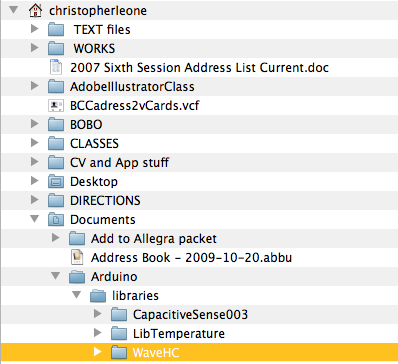 christopherleone
TEXT files
WORKS
2007 Sixth Session Address List Current.doc
AdobeIllustratorClass
BCCadress2vCards.vcf
BOBO
CLASSES
CV and App stuff
Desktop
DIRECTIONS
Documents
Add to Allegra packet
Address Book - 2009-10-20.abbu
Arduino
libraries
CapacitiveSense003
LibTemperature
WaveHC